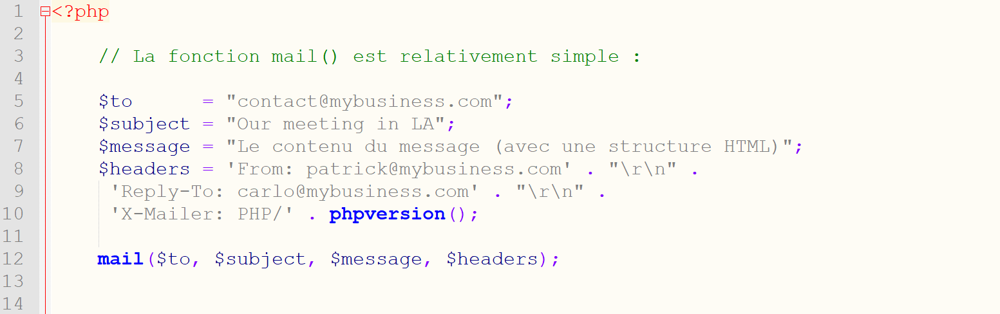 1 <?php
2
3 // La fonction mail() est relativement simple :
4
5 $to      = "contact@mybusiness.com";
6 $subject = "Our meeting in LA";
7 $message = "Le contenu du message (avec une structure HTML)";
8 $headers = 'From: patrick@mybusiness.com' . "\r\n" .
9 'Reply-To: carlo@mybusiness.com' . "\r\n" .
10 'X-Mailer: PHP/' . phpversion();
11
12 mail($to, $subject, $message, $headers);
13
14